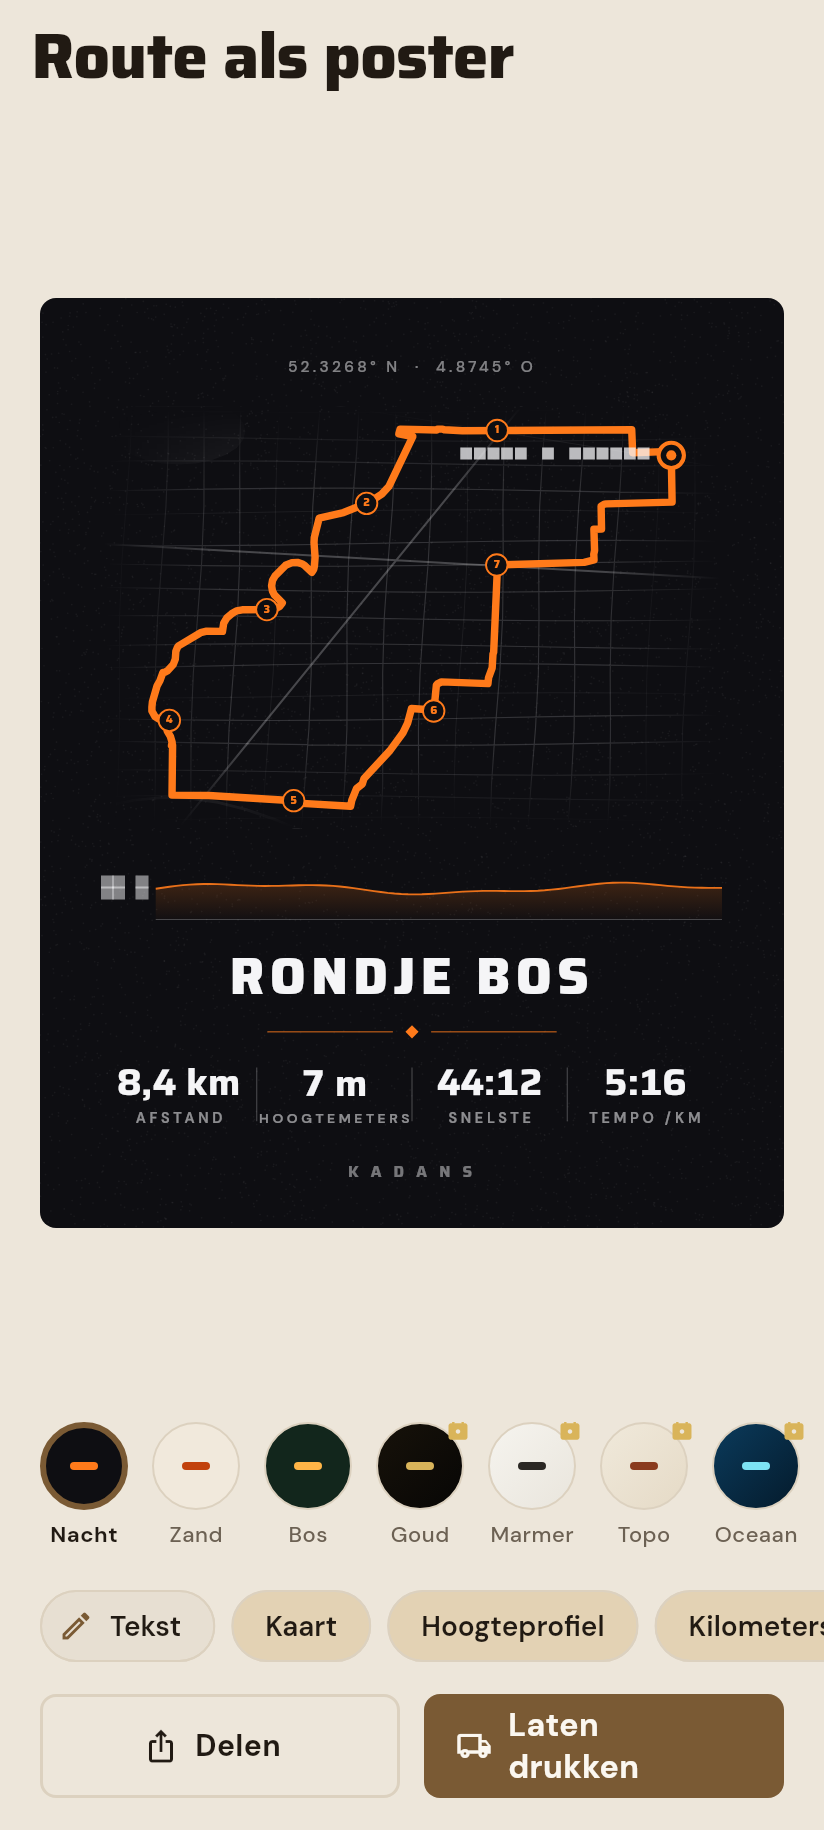 Route als poster
52.3268° N · 4.8745° O
1
2
7
3
4
6
5
RONDJE BOS
8,4 km 7 m 44:12 5:16
AFSTAND HOOGTEMETERS SNELSTE TEMPO /KM
KADANS
Nacht Zand Bos Goud Marmer Topo Oceaan
Tekst Kaart Hoogteprofiel Kilometers
Delen
Laten
drukken